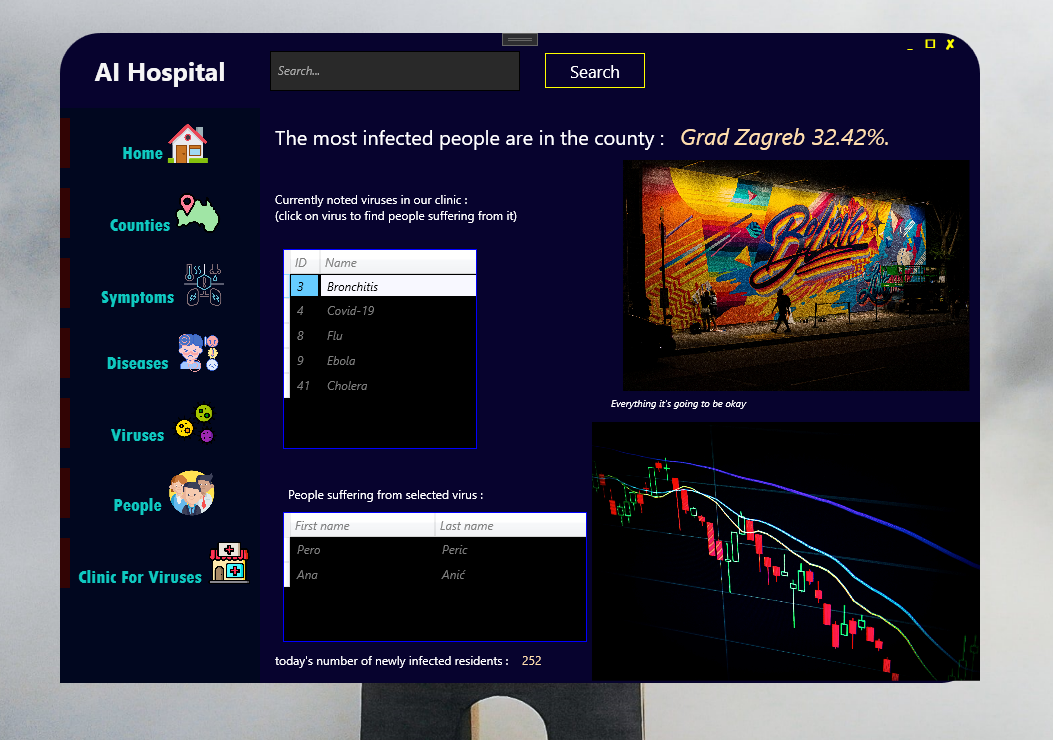 AI Hospital
Search...
Search
Home
Counties
Symptoms
Diseases
Viruses
People
Clinic For Viruses
The most infected people are in the county : Grad Zagreb 32.42%.
Currently noted viruses in our clinic :
(click on virus to find people suffering from it)
ID Name
3 Bronchitis
4 Covid-19
8 Flu
9 Ebola
41 Cholera
Believe
Everything it's going to be okay
People suffering from selected virus :
First name Last name
Pero Peric
Ana Anić
today's number of newly infected residents : 252